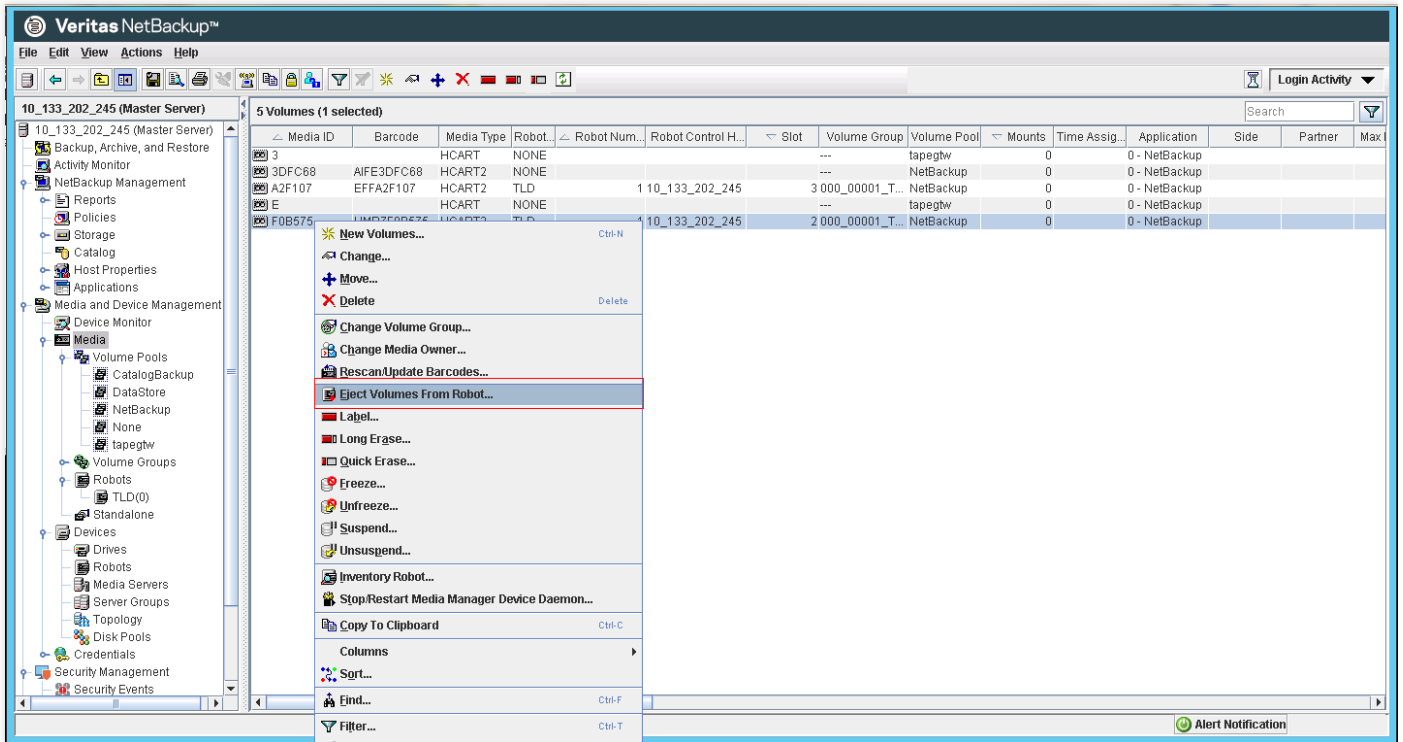 Veritas NetBackup™
File Edit View Actions Help
Login Activity
10_133_202_245 (Master Server)
5 Volumes (1 selected)
Search
10_133_202_245 (Master Server)
Backup, Archive, and Restore
Activity Monitor
NetBackup Management
Reports
Policies
Storage
Catalog
Host Properties
Applications
Media and Device Management
Device Monitor
Media
Volume Pools
CatalogBackup
DataStore
NetBackup
None
tapegtw
Volume Groups
Robots
TLD(0)
Standalone
Devices
Drives
Robots
Media Servers
Server Groups
Topology
Disk Pools
Credentials
Security Management
Security Events
Media ID Barcode Media Type Robot... Robot Num... Robot Control H... Slot Volume Group Volume Pool Mounts Time Assig... Application Side Partner Max
3 HCART NONE --- tapegtw 0 0 - NetBackup
3DFC68 AIFE3DFC68 HCART2 NONE --- NetBackup 0 0 - NetBackup
A2F107 EFFA2F107 HCART2 TLD 1 10_133_202_245 3 000_00001_T... NetBackup 0 0 - NetBackup
E HCART NONE --- tapegtw 0 0 - NetBackup
F0B575 TLD 1 10_133_202_245 2 000_00001_T... NetBackup 0 0 - NetBackup
New Volumes... Ctrl-N
Change...
Move...
Delete Delete
Change Volume Group...
Change Media Owner...
Rescan/Update Barcodes...
Eject Volumes From Robot...
Label...
Long Erase...
Quick Erase...
Freeze...
Unfreeze...
Suspend...
Unsuspend...
Inventory Robot...
Stop/Restart Media Manager Device Daemon...
Copy To Clipboard Ctrl-C
Columns
Sort...
Find... Ctrl-F
Filter... Ctrl-T
Alert Notification